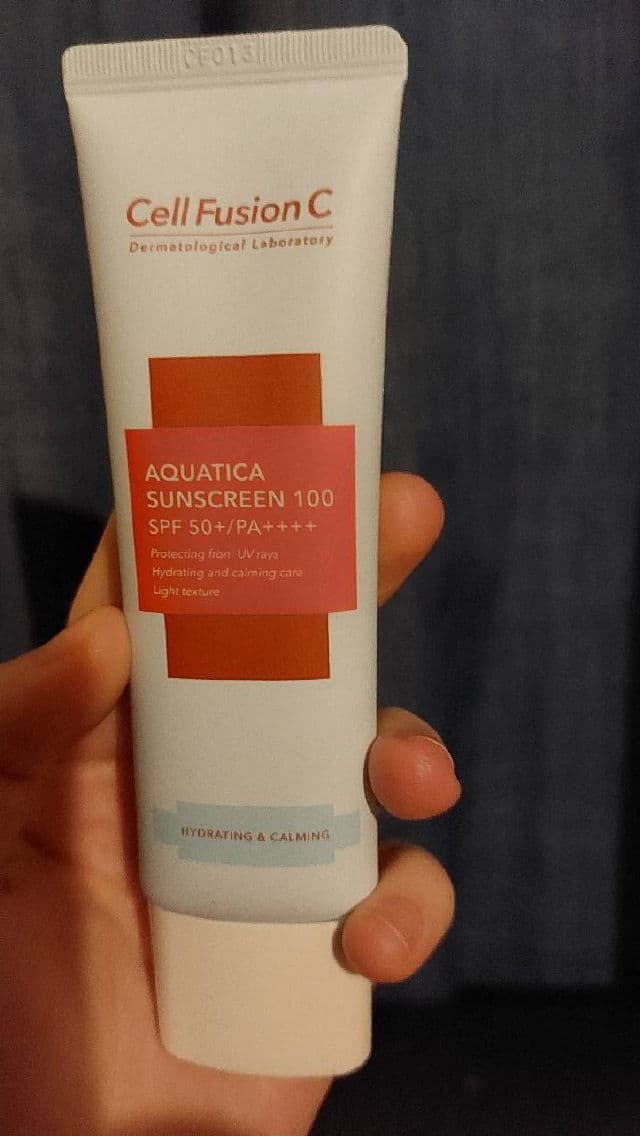 CF013
Cell Fusion C
Dermatological Laboratory
AQUATICA
SUNSCREEN 100
SPF 50+/PA++++
Protecting from UV rays
Hydrating and calming care
Light texture
HYDRATING & CALMING